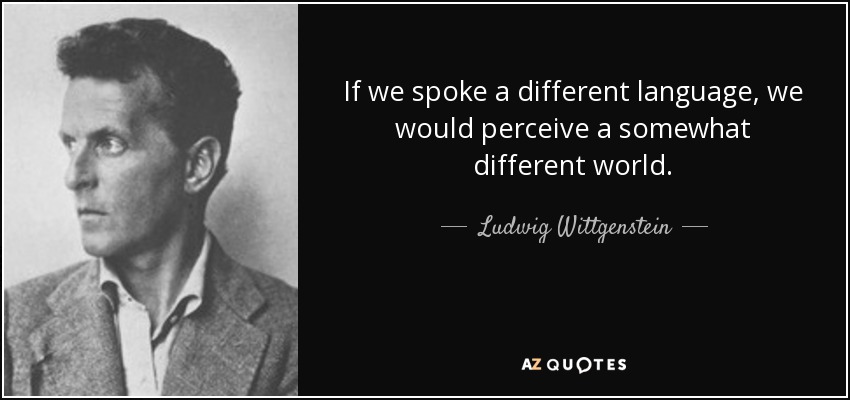 If we spoke a different language, we
would perceive a somewhat
different world.
Ludwig Wittgenstein
AZ QUOTES